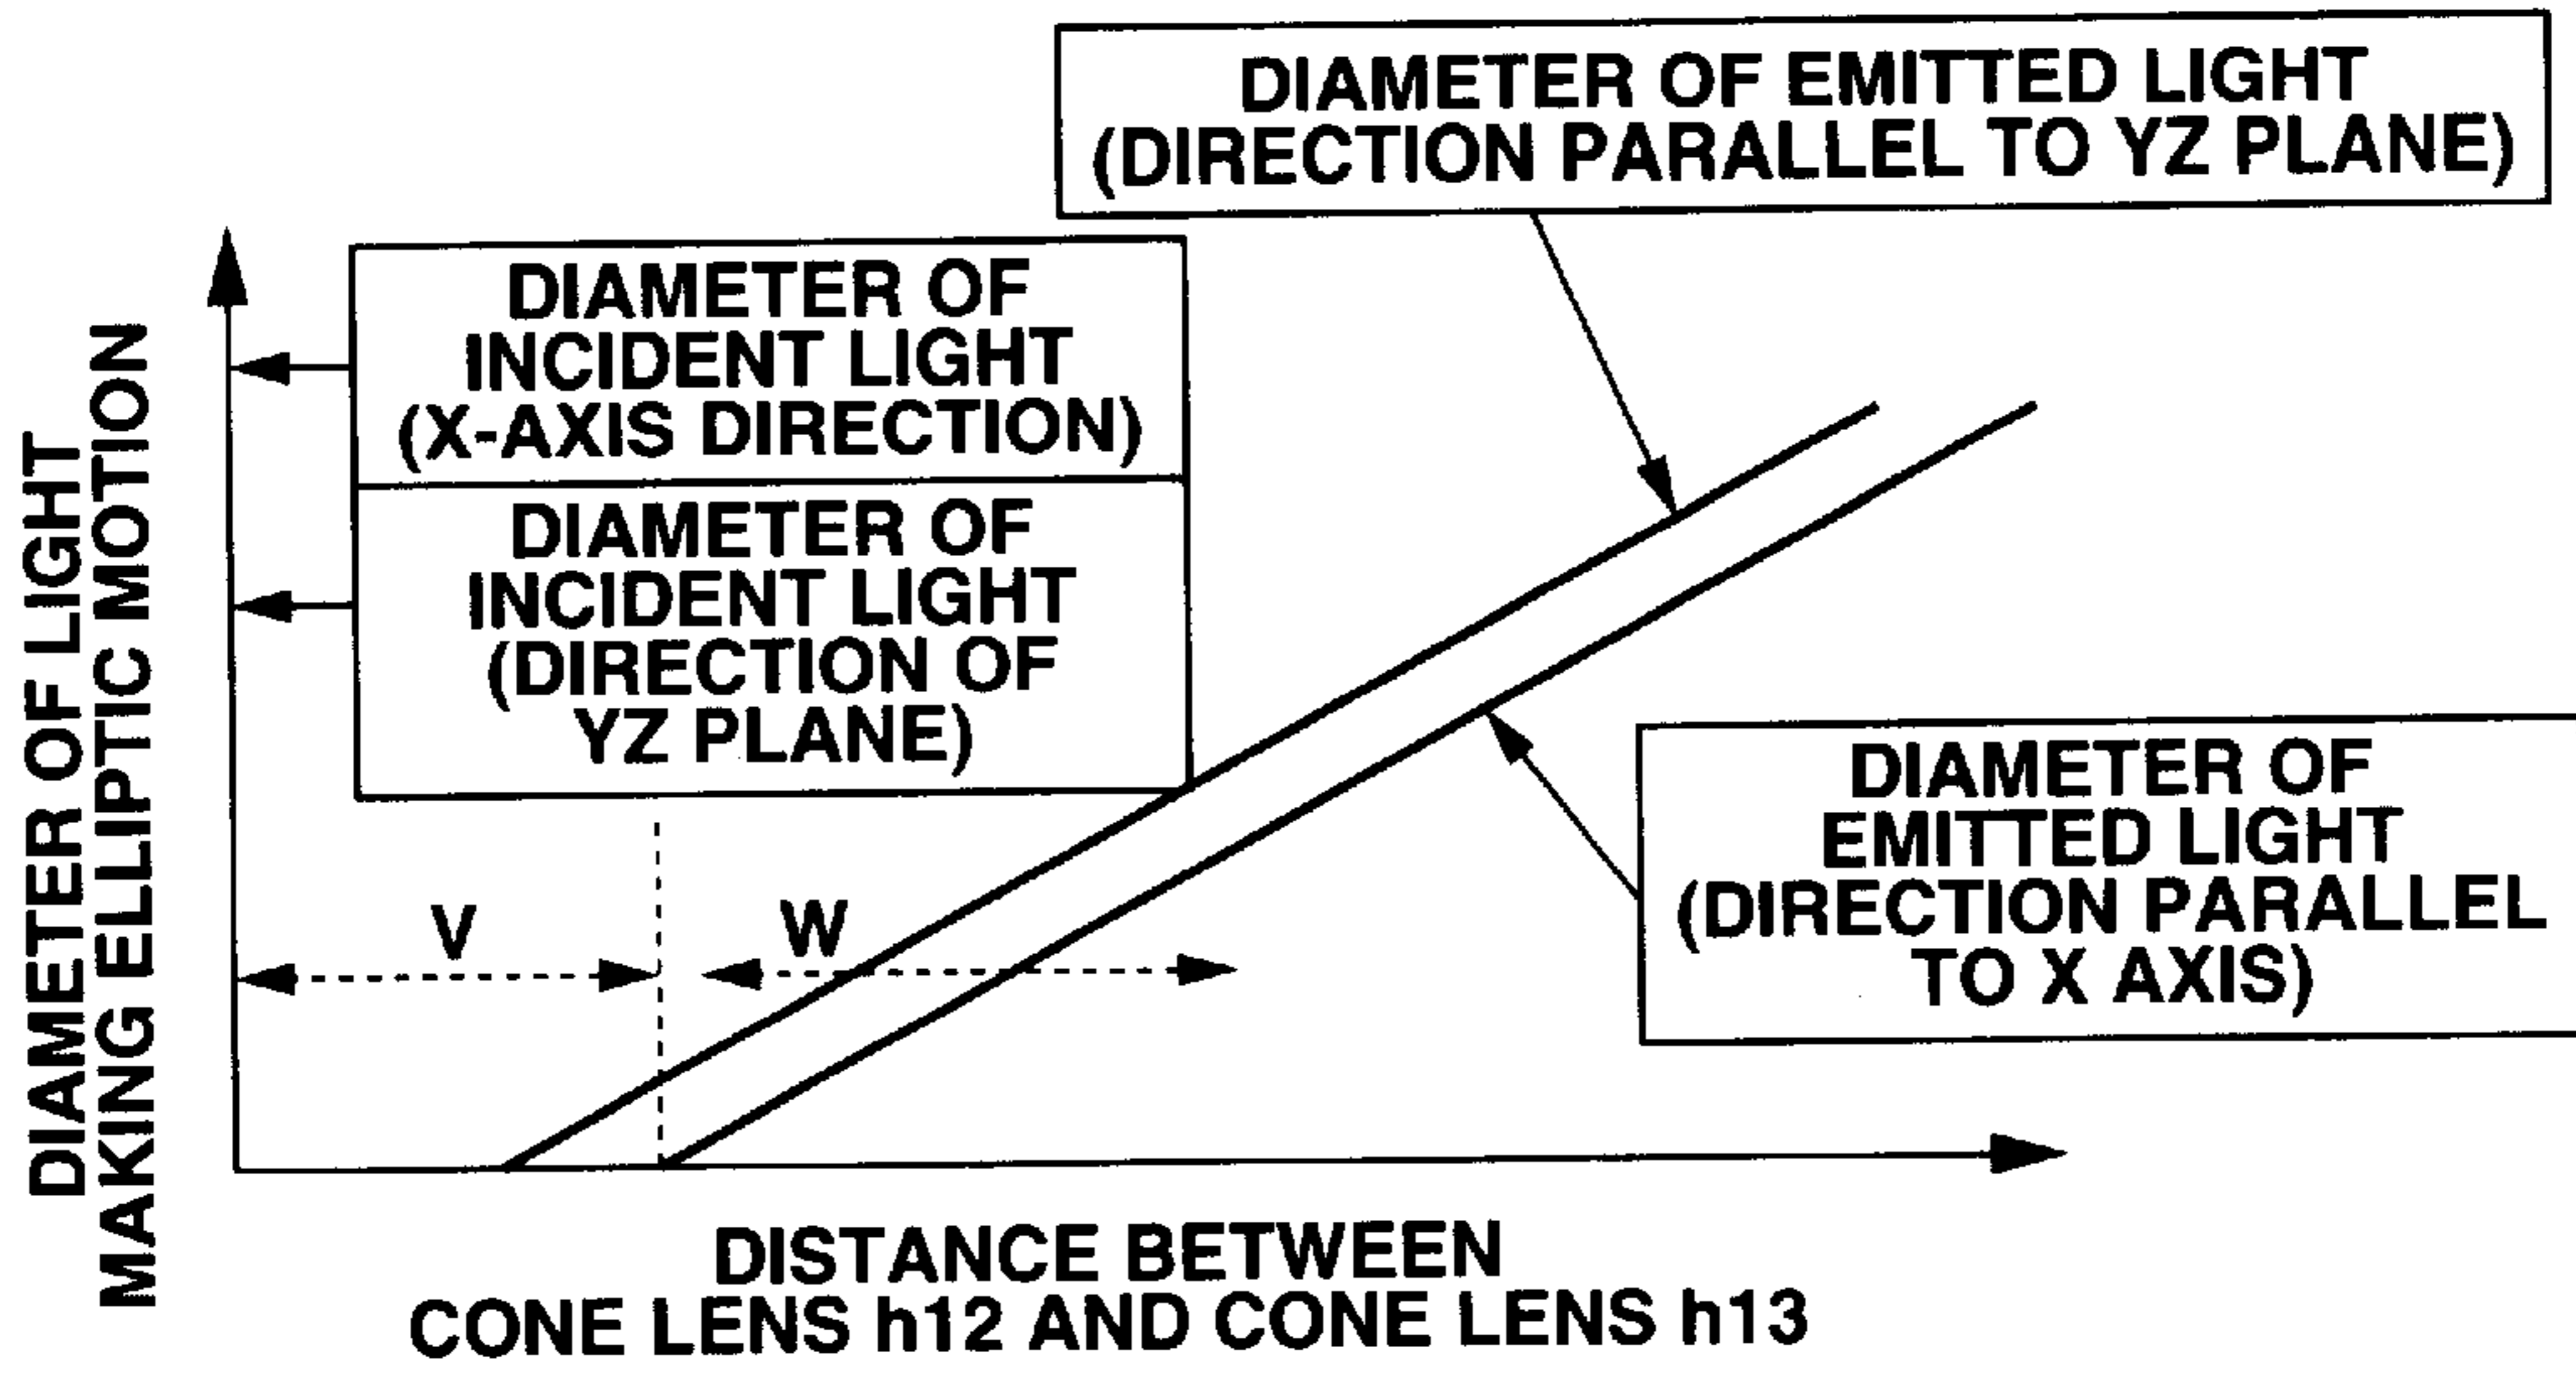 DIAMETER OF EMITTED LIGHT
(DIRECTION PARALLEL TO YZ PLANE)
DIAMETER OF LIGHT
MAKING ELLIPTIC MOTION
DIAMETER OF
INCIDENT LIGHT
(X-AXIS DIRECTION)
DIAMETER OF
INCIDENT LIGHT
(DIRECTION OF
YZ PLANE)
DIAMETER OF
EMITTED LIGHT
(DIRECTION PARALLEL
TO X AXIS)
V
W
DISTANCE BETWEEN
CONE LENS h12 AND CONE LENS h13